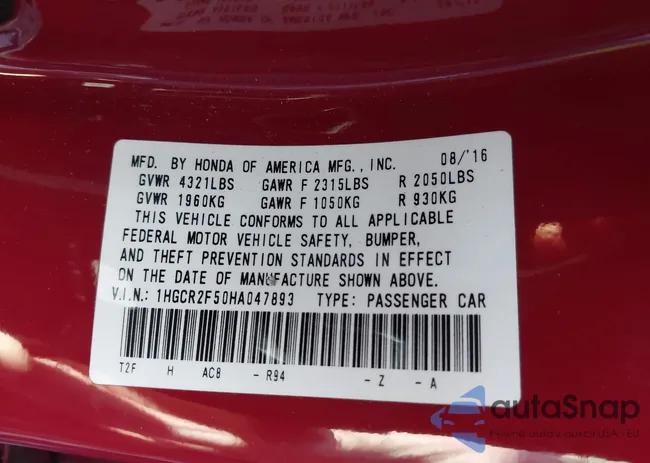 MFD. BY HONDA OF AMERICA MFG., INC. 08/'16
GVWR 4321LBS GAWR F 2315LBS R 2050LBS
GVWR 1960KG GAWR F 1050KG R 930KG
THIS VEHICLE CONFORMS TO ALL APPLICABLE
FEDERAL MOTOR VEHICLE SAFETY, BUMPER,
AND THEFT PREVENTION STANDARDS IN EFFECT
ON THE DATE OF MANUFACTURE SHOWN ABOVE.
V.I.N.: 1HGCR2F50HA047893 TYPE: PASSENGER CAR
T2F H AC8 - R94 - Z - A
autaSnap